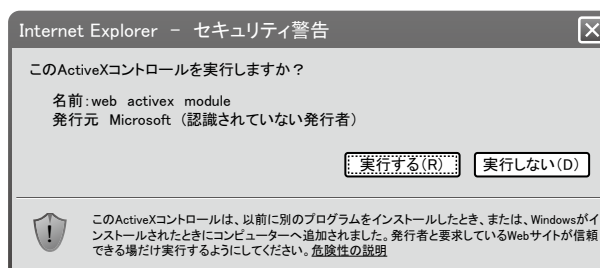 Internet Explorer － セキュリティ警告
このActiveXコントロールを実行しますか？
名前：web activex module
発行元 Microsoft （認識されていない発行者）
実行する（R）
実行しない（D）
このActiveXコントロールは、以前に別のプログラムをインストールしたとき、または、Windowsがイ
ンストールされたときにコンピューターへ追加されました。発行者と要求しているWebサイトが信頼
できる場だけ実行するようにしてください。危険性の説明